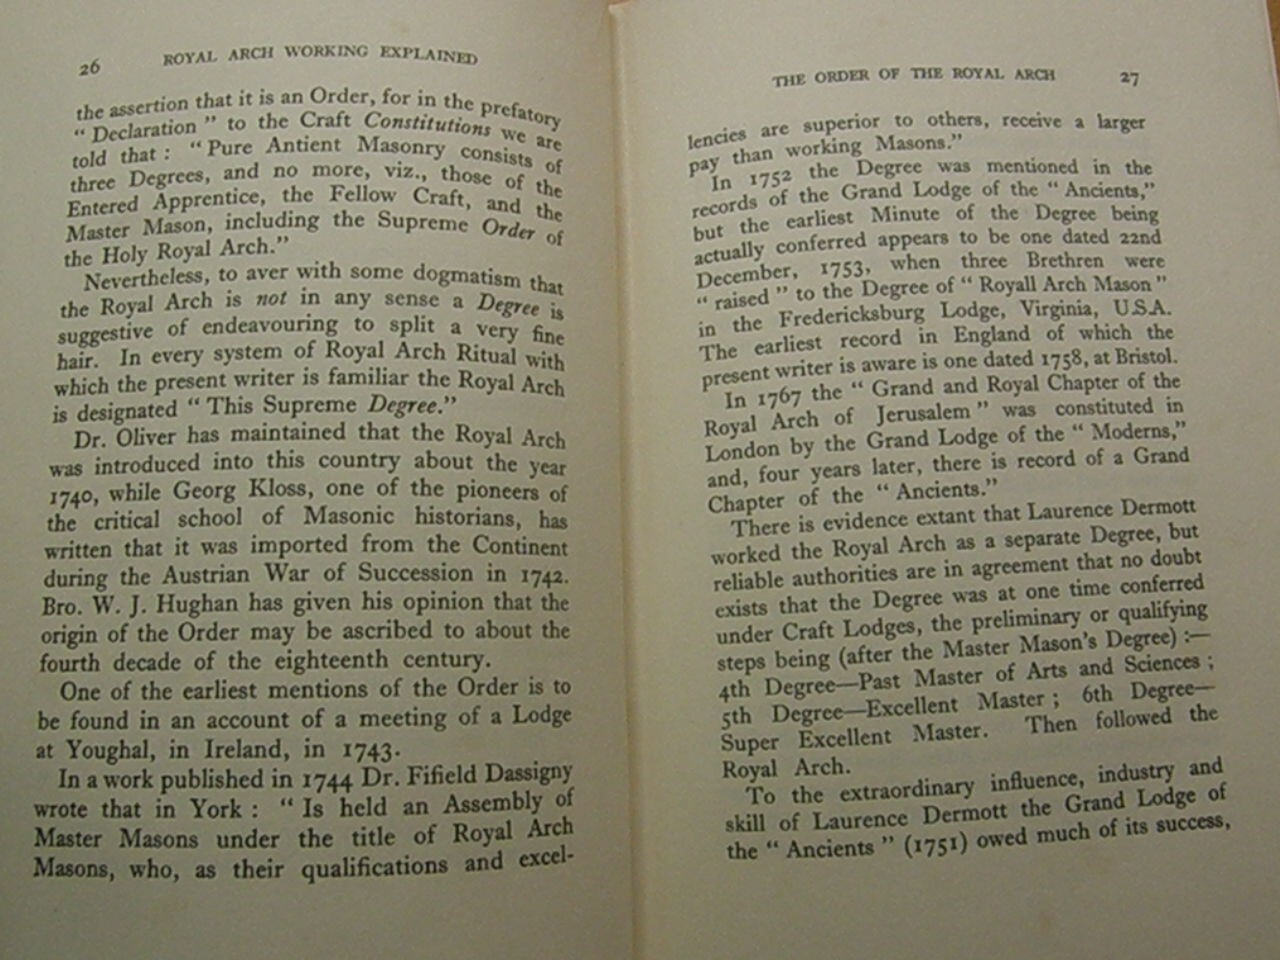 26 ROYAL ARCH WORKING EXPLAINED
the assertion that it is an Order, for in the prefatory
“ Declaration ” to the Craft Constitutions we are
told that : “ Pure Antient Masonry consists of
three Degrees, and no more, viz., those of the
Entered Apprentice, the Fellow Craft, and the
Master Mason, including the Supreme Order of
the Holy Royal Arch.”
Nevertheless, to aver with some dogmatism that
the Royal Arch is not in any sense a Degree is
suggestive of endeavouring to split a very fine
hair. In every system of Royal Arch Ritual with
which the present writer is familiar the Royal Arch
is designated “ This Supreme Degree.”
Dr. Oliver has maintained that the Royal Arch
was introduced into this country about the year
1740, while Georg Kloss, one of the pioneers of
the critical school of Masonic historians, has
written that it was imported from the Continent
during the Austrian War of Succession in 1742.
Bro. W. J. Hughan has given his opinion that the
origin of the Order may be ascribed to about the
fourth decade of the eighteenth century.
One of the earliest mentions of the Order is to
be found in an account of a meeting of a Lodge
at Youghal, in Ireland, in 1743.
In a work published in 1744 Dr. Fifield Dassigny
wrote that in York : “ Is held an Assembly of
Master Masons under the title of Royal Arch
Masons, who, as their qualifications and excel-
THE ORDER OF THE ROYAL ARCH 27
lencies are superior to others, receive a larger
pay than working Masons.”
In 1752 the Degree was mentioned in the
records of the Grand Lodge of the “ Ancients,”
but the earliest Minute of the Degree being
actually conferred appears to be one dated 22nd
December, 1753, when three Brethren were
“ raised ” to the Degree of “ Royall Arch Mason ”
in the Fredericksburg Lodge, Virginia, U.S.A.
The earliest record in England of which the
present writer is aware is one dated 1758, at Bristol.
In 1767 the “ Grand and Royal Chapter of the
Royal Arch of Jerusalem ” was constituted in
London by the Grand Lodge of the “ Moderns,”
and, four years later, there is record of a Grand
Chapter of the “ Ancients.”
There is evidence extant that Laurence Dermott
worked the Royal Arch as a separate Degree, but
reliable authorities are in agreement that no doubt
exists that the Degree was at one time conferred
under Craft Lodges, the preliminary or qualifying
steps being (after the Master Mason’s Degree) :—
4th Degree—Past Master of Arts and Sciences ;
5th Degree—Excellent Master ; 6th Degree—
Super Excellent Master. Then followed the
Royal Arch.
To the extraordinary influence, industry and
skill of Laurence Dermott the Grand Lodge of
the “ Ancients ” (1751) owed much of its success,